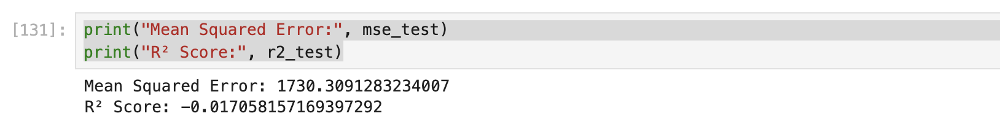 [131]: print("Mean Squared Error:", mse_test)
print("R² Score:", r2_test)
Mean Squared Error: 1730.3091283234007
R² Score: -0.017058157169397292